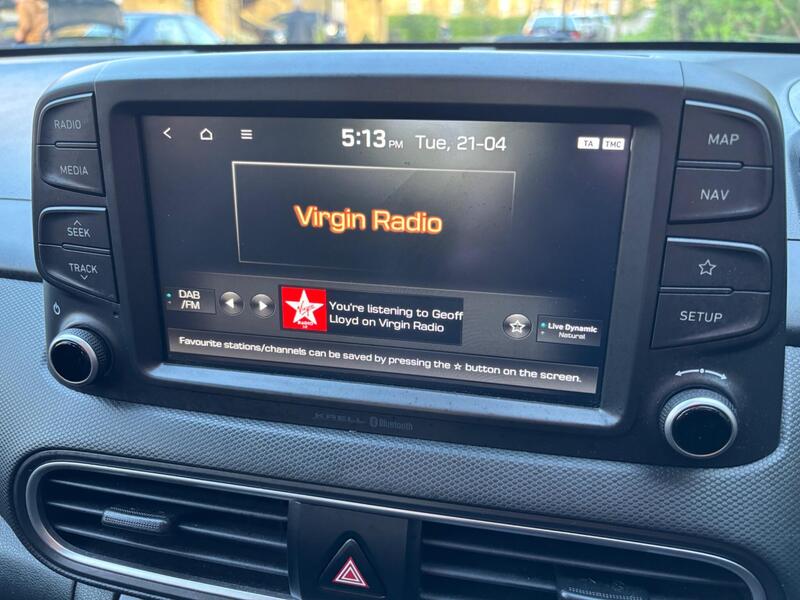 RADIO
MEDIA
SEEK
TRACK
5:13 PM Tue, 21-04
TA TMC
Virgin Radio
DAB
/FM
You're listening to Geoff
Lloyd on Virgin Radio
Live Dynamic
Natural
Favourite stations/channels can be saved by pressing the ☆ button on the screen.
MAP
NAV
SETUP
KRELL Bluetooth